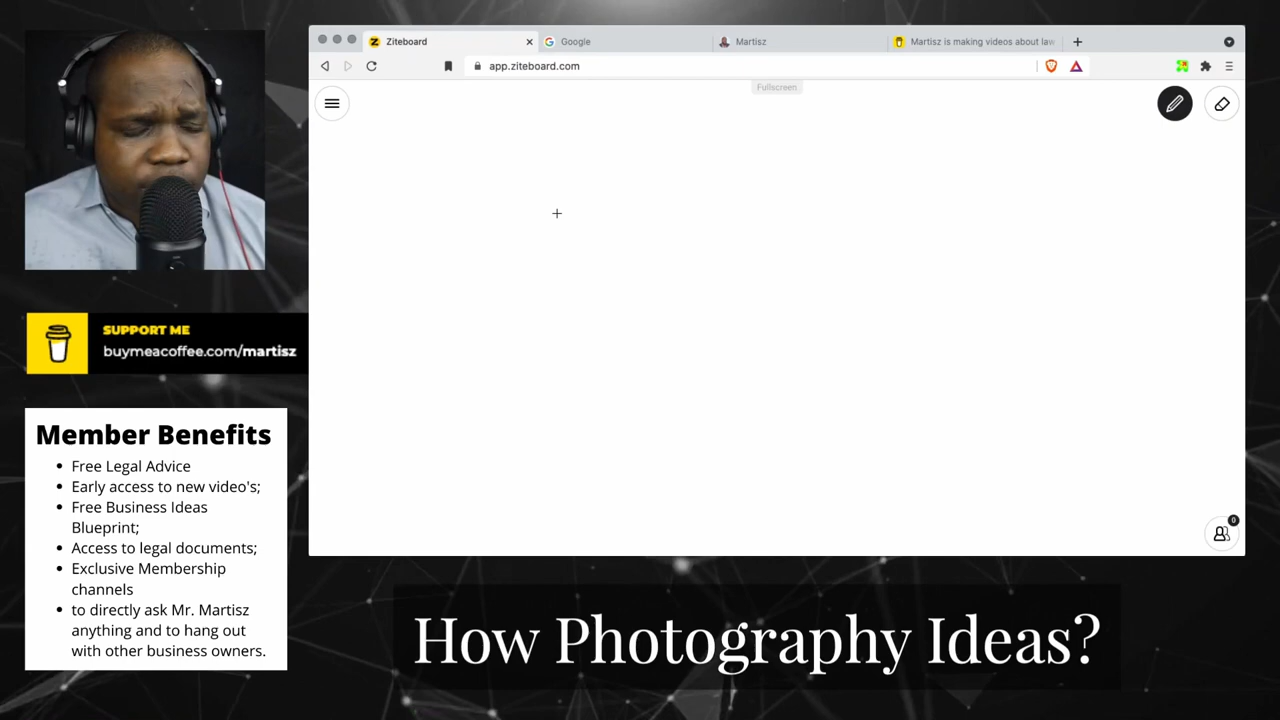 Ziteboard
Google
Martisz
Martisz is making videos about law
app.ziteboard.com
Fullscreen
SUPPORT ME
buymeacoffee.com/martisz
Member Benefits
• Free Legal Advice
• Early access to new video's;
• Free Business Ideas
Blueprint;
• Access to legal documents;
• Exclusive Membership
channels
• to directly ask Mr. Martisz
anything and to hang out
with other business owners.
0
How Photography Ideas?